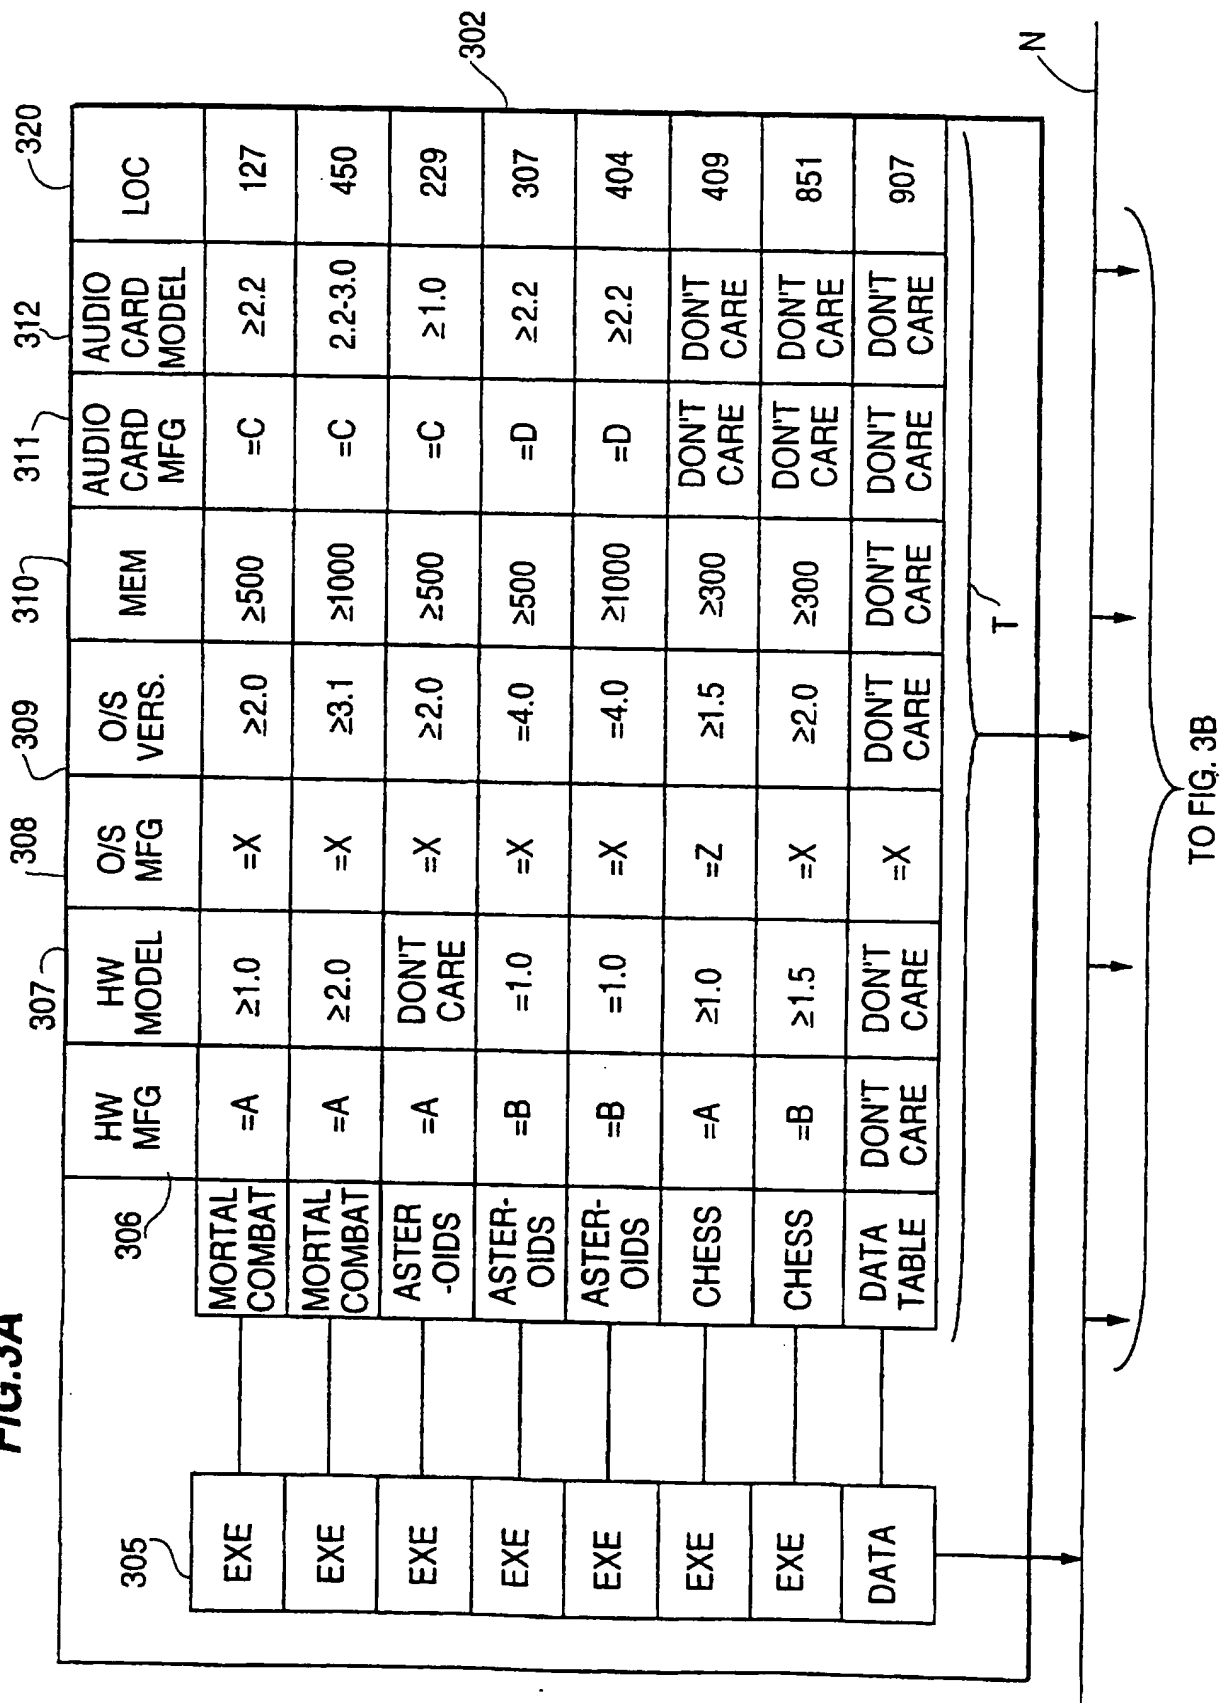 FIG.3A
302
N
305
306
307
308
309
310
311
312
320
HW MFG
HW MODEL
O/S MFG
O/S VERS.
MEM
AUDIO CARD MFG
AUDIO CARD MODEL
LOC
EXE
MORTAL COMBAT
=A
≥1.0
=X
≥2.0
≥500
=C
≥2.2
127
EXE
MORTAL COMBAT
=A
≥2.0
=X
≥3.1
≥1000
=C
2.2-3.0
450
EXE
ASTER
-OIDS
=A
DON'T CARE
=X
≥2.0
≥500
=C
≥1.0
229
EXE
ASTER-
OIDS
=B
=1.0
=X
=4.0
≥500
=D
≥2.2
307
EXE
ASTER-
OIDS
=B
=1.0
=X
=4.0
≥1000
=D
≥2.2
404
EXE
CHESS
=A
≥1.0
=Z
≥1.5
≥300
DON'T CARE
DON'T CARE
409
EXE
CHESS
=B
≥1.5
=X
≥2.0
≥300
DON'T CARE
DON'T CARE
851
DATA
DATA TABLE
DON'T CARE
DON'T CARE
=X
DON'T CARE
DON'T CARE
DON'T CARE
DON'T CARE
907
T
TO FIG. 3B